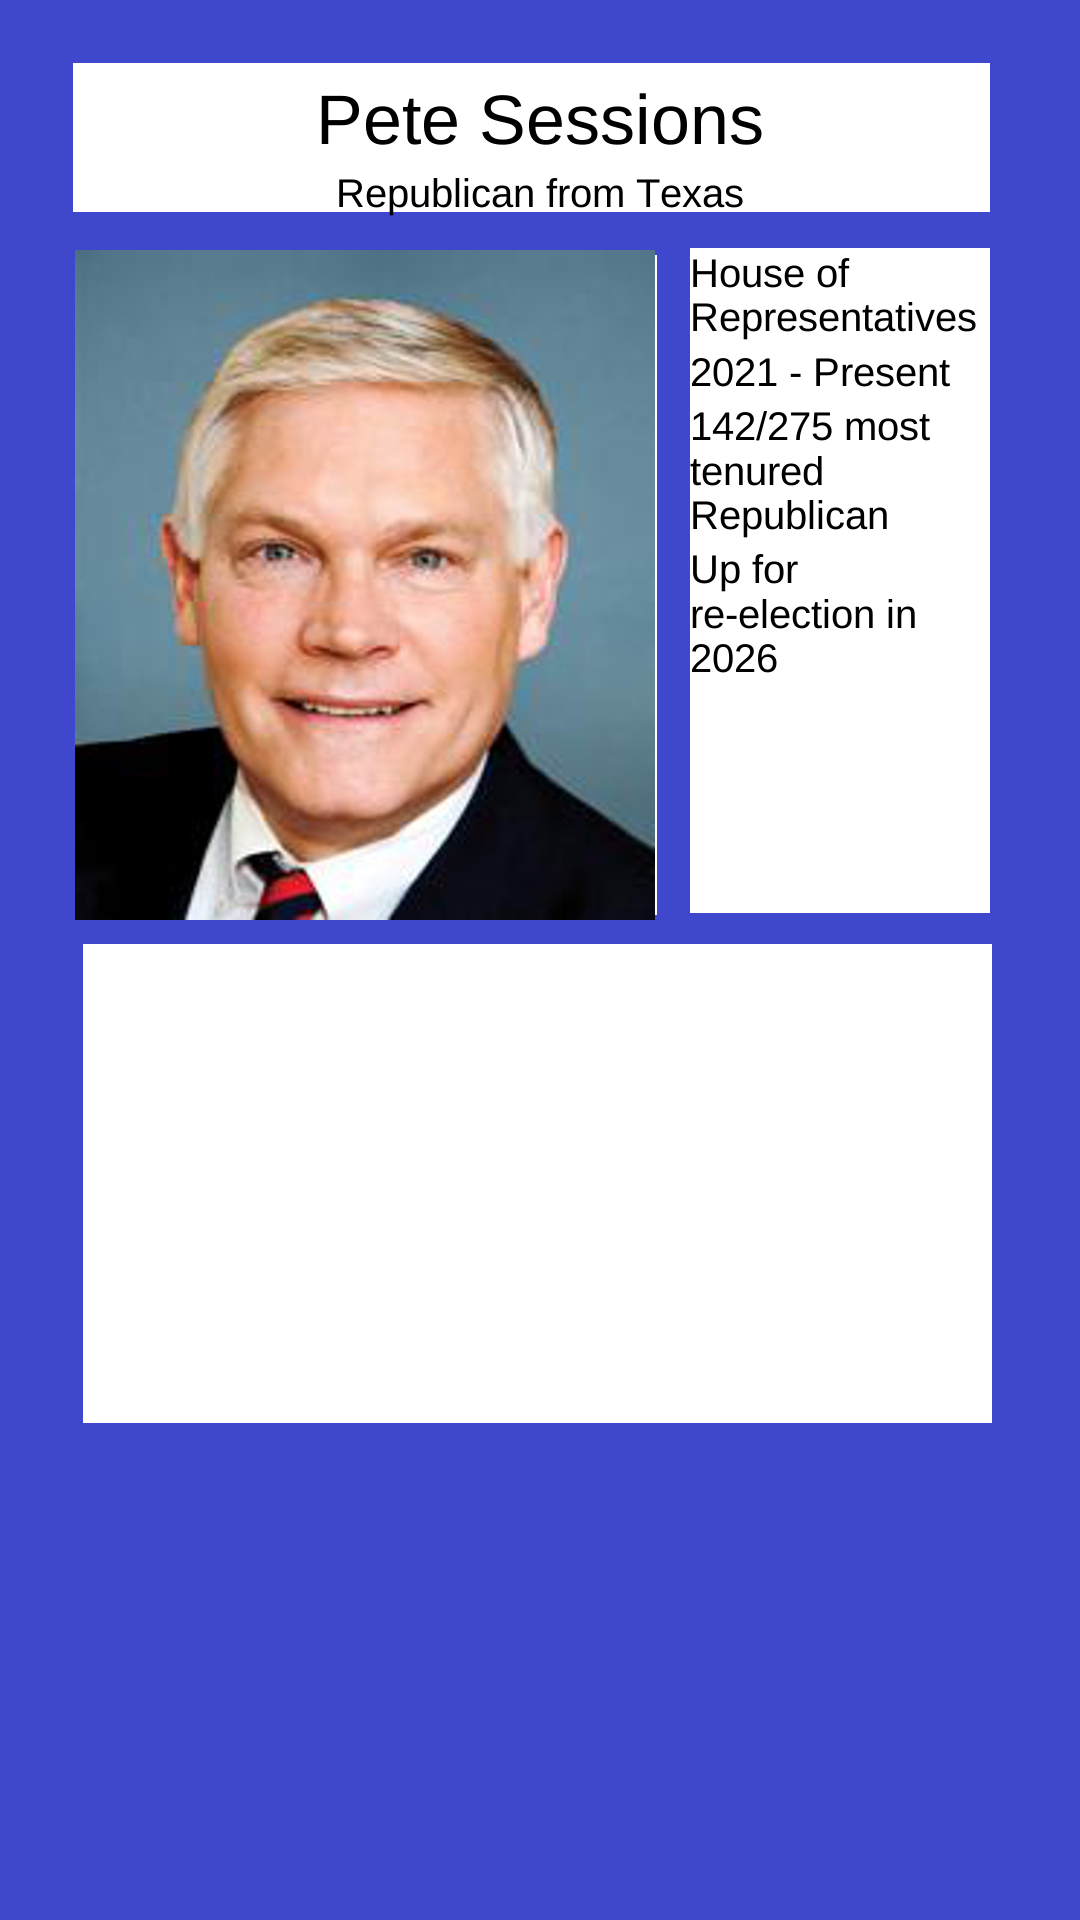 Pete Sessions
Republican from Texas
House of
Representatives
2021 - Present
142/275 most
tenured
Republican
Up for
re-election in
2026